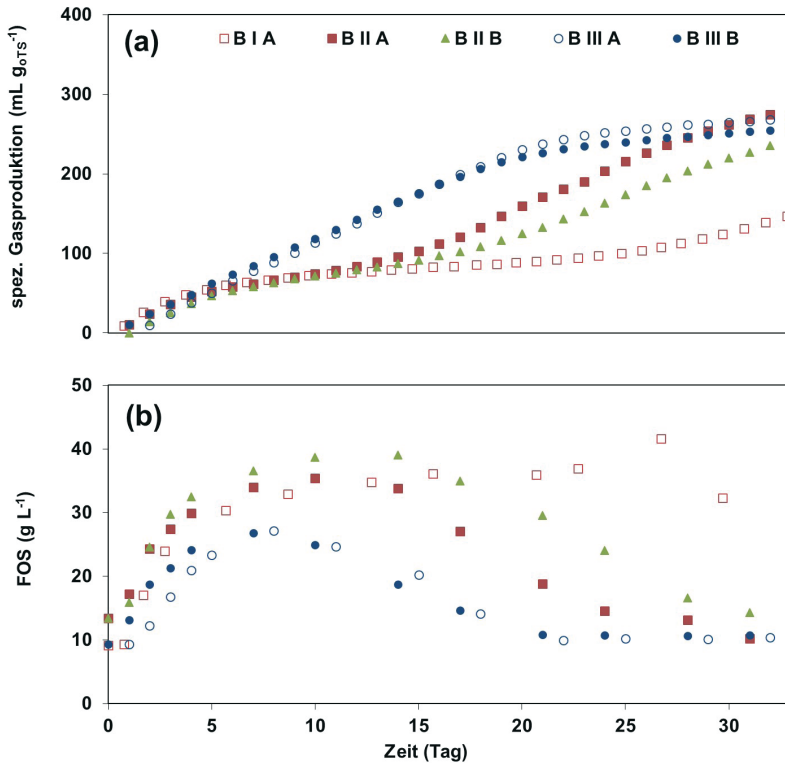 (a)
B I A B II A B II B B III A B III B
spez. Gasproduktion (mL g_oTS^-1)
400
300
200
100
0
(b)
FOS (g L^-1)
50
40
30
20
10
0
0 5 10 15 20 25 30
Zeit (Tag)